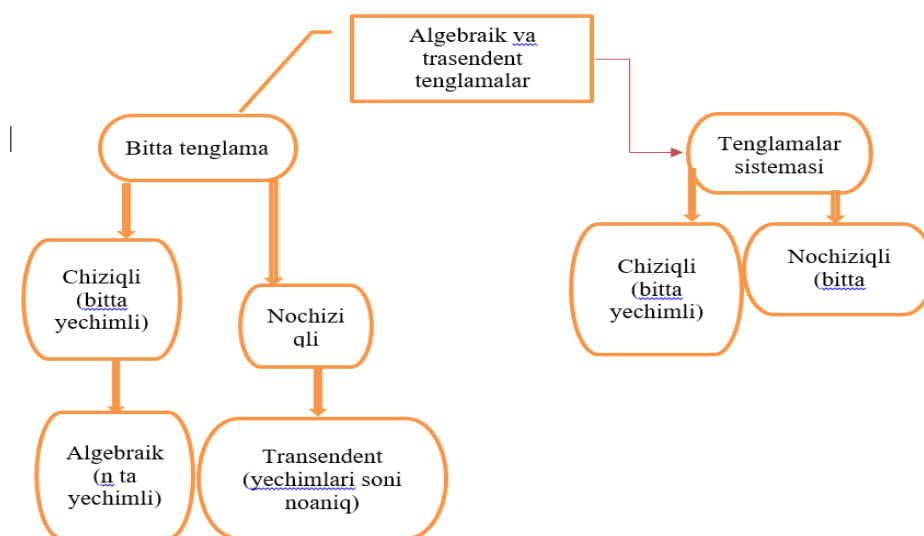 Algebraik va
trasendent
tenglamalar
Bitta tenglama
Tenglamalar
sistemasi
Chiziqli
(bitta
yechimli)
Nochizi
qli
Chiziqli
(bitta
yechimli)
Nochiziqli
(bitta
Algebraik
(n ta
yechimli)
Transendent
(yechimlari soni
noaniq)